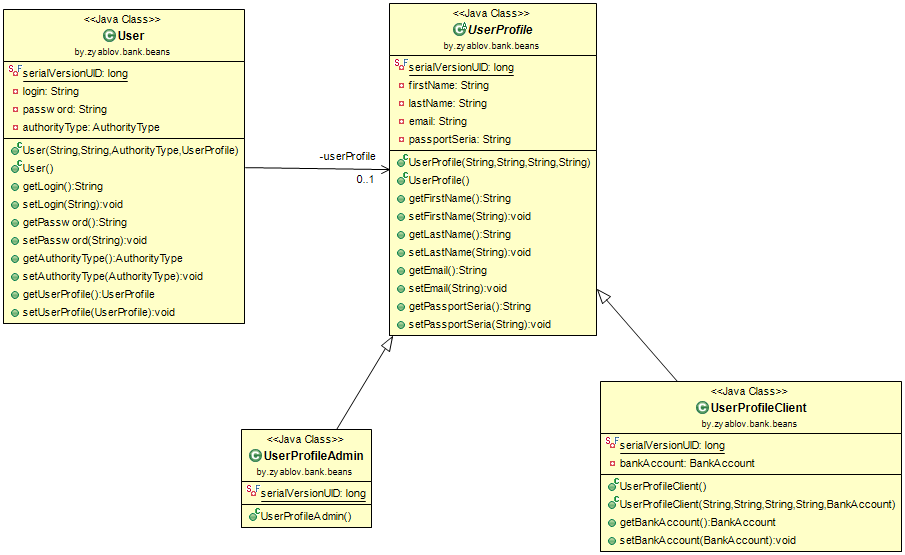 <<Java Class>>
User
by.zyablov.bank.beans
serialVersionUID: long
login: String
password: String
authorityType: AuthorityType
User(String,String,AuthorityType,UserProfile)
User()
getLogin():String
setLogin(String):void
getPassword():String
setPassword(String):void
getAuthorityType():AuthorityType
setAuthorityType(AuthorityType):void
getUserProfile():UserProfile
setUserProfile(UserProfile):void
-userProfile
0..1
<<Java Class>>
UserProfile
by.zyablov.bank.beans
serialVersionUID: long
firstName: String
lastName: String
email: String
passportSeria: String
UserProfile(String,String,String,String)
UserProfile()
getFirstName():String
setFirstName(String):void
getLastName():String
setLastName(String):void
getEmail():String
setEmail(String):void
getPassportSeria():String
setPassportSeria(String):void
<<Java Class>>
UserProfileAdmin
by.zyablov.bank.beans
serialVersionUID: long
UserProfileAdmin()
<<Java Class>>
UserProfileClient
by.zyablov.bank.beans
serialVersionUID: long
bankAccount: BankAccount
UserProfileClient()
UserProfileClient(String,String,String,String,BankAccount)
getBankAccount():BankAccount
setBankAccount(BankAccount):void